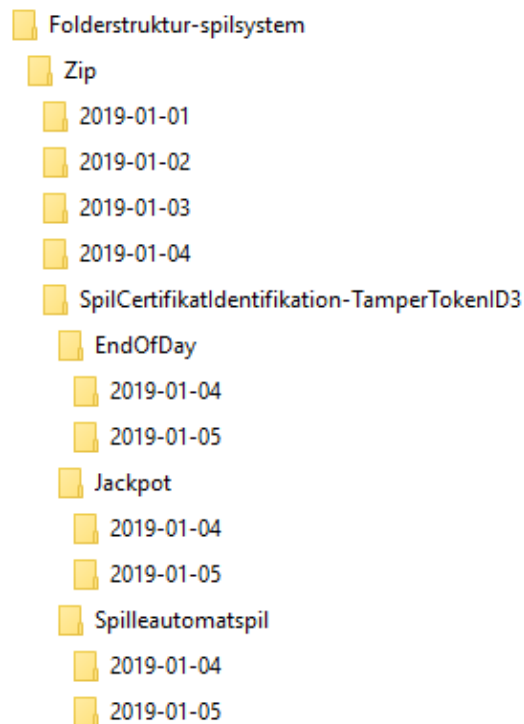 Folderstruktur-spilsystem
Zip
2019-01-01
2019-01-02
2019-01-03
2019-01-04
SpilCertifikatIdentifikation-TamperTokenID3
EndOfDay
2019-01-04
2019-01-05
Jackpot
2019-01-04
2019-01-05
Spilleautomatspil
2019-01-04
2019-01-05